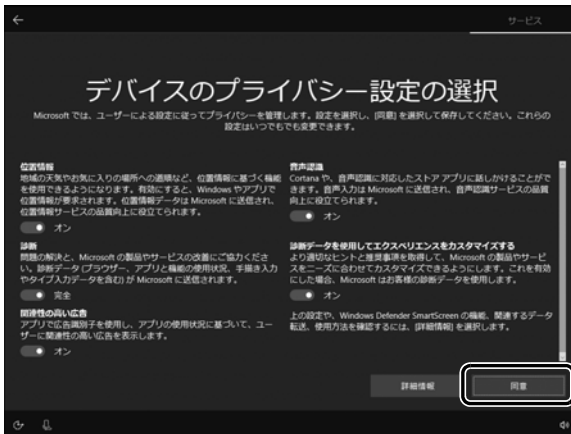 サービス
デバイスのプライバシー設定の選択
Microsoft では、ユーザーによる設定に従ってプライバシーを管理します。設定を選択し、[同意] を選択して保存してください。これらの
設定はいつでもでも変更できます。
位置情報
地域の天気やお気に入りの場所への道順など、位置情報に基づく機能
を使用できるようになります。有効にすると、Windows やアプリで
位置情報が要求されます。位置情報データは Microsoft に送信され、
位置情報サービスの品質向上に役立てられます。
オン
診断
問題の解決と、Microsoft の製品やサービスの改善にご協力くださ
い。診断データ (ブラウザー、アプリと機能の使用状況、手描き入力
やタイプ入力データを含む) が Microsoft に送信されます。
完全
関連性の高い広告
アプリで広告識別子を使用し、アプリの使用状況に基づいて、ユー
ザーに関連性の高い広告を表示します。
オン
音声認識
Cortana や、音声認識に対応したストア アプリに話しかけることがで
きます。音声入力は Microsoft に送信され、音声認識サービスの品質
向上に役立てられます。
オン
診断データを使用してエクスペリエンスをカスタマイズする
より適切なヒントと推奨事項を取得して、Microsoft の製品やサービ
スをニーズに合わせてカスタマイズできるようにします。これを有効
にした場合、Microsoft はお客様の診断データを使用します。
オン
上の設定や、Windows Defender SmartScreen の機能、関連するデータ
転送、使用方法を確認するには、[詳細情報] を選択します。
詳細情報
同意